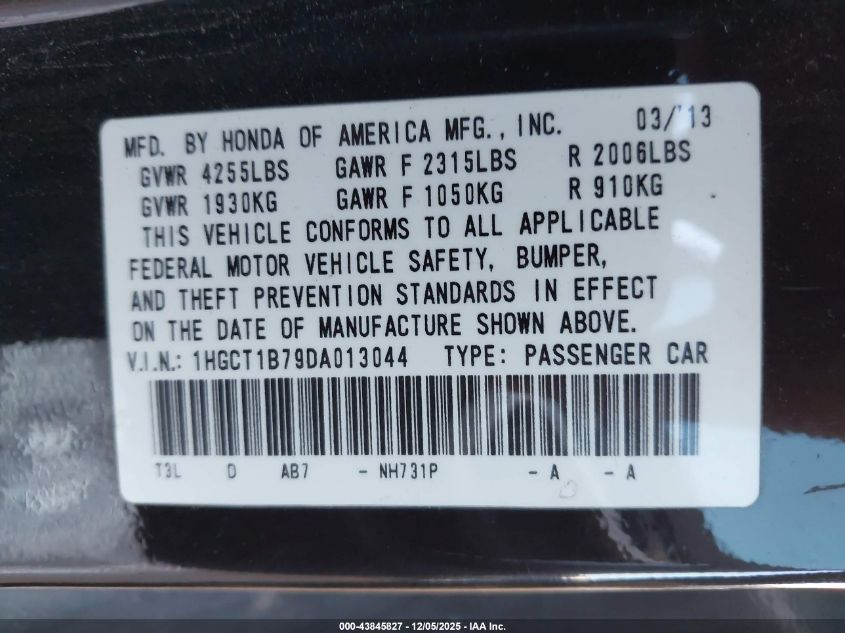 MFD. BY HONDA OF AMERICA MFG., INC. 03/'13
GVWR 4255LBS GAWR F 2315LBS R 2006LBS
GVWR 1930KG GAWR F 1050KG R 910KG
THIS VEHICLE CONFORMS TO ALL APPLICABLE
FEDERAL MOTOR VEHICLE SAFETY, BUMPER,
AND THEFT PREVENTION STANDARDS IN EFFECT
ON THE DATE OF MANUFACTURE SHOWN ABOVE.
V.I.N.: 1HGCT1B79DA013044 TYPE: PASSENGER CAR
T3L D AB7 - NH731P - A - A
000-43845827 - 12/05/2025 - IAA Inc.